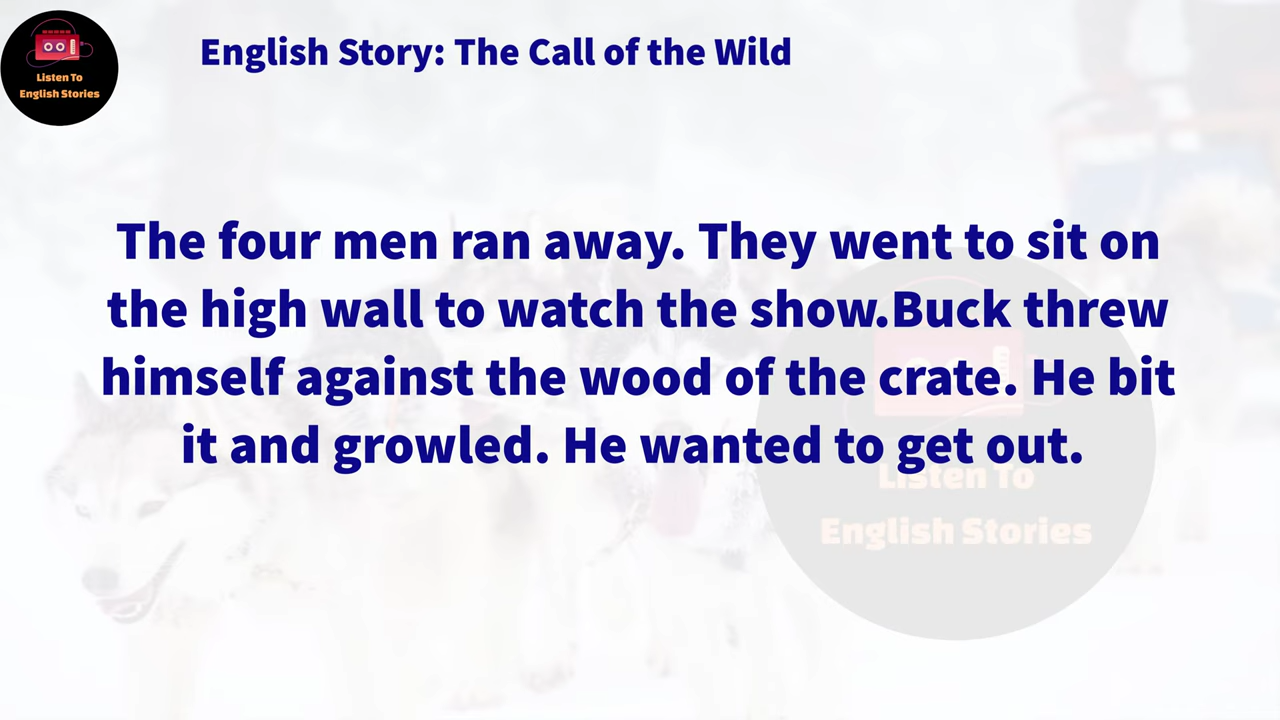 Listen To
English Stories
English Story: The Call of the Wild
The four men ran away. They went to sit on
the high wall to watch the show.Buck threw
himself against the wood of the crate. He bit
it and growled. He wanted to get out.
Listen To
English Stories